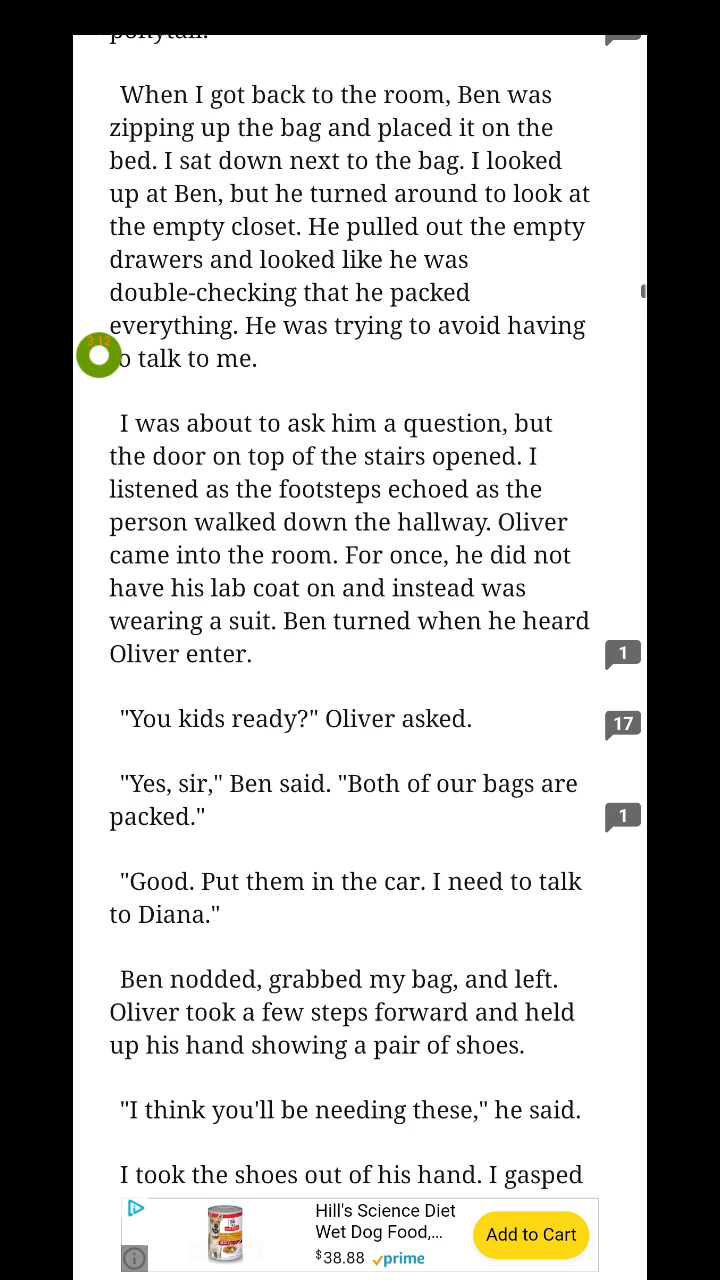 ponytail.
When I got back to the room, Ben was
zipping up the bag and placed it on the
bed. I sat down next to the bag. I looked
up at Ben, but he turned around to look at
the empty closet. He pulled out the empty
drawers and looked like he was
double-checking that he packed
everything. He was trying to avoid having
3:12
o talk to me.
I was about to ask him a question, but
the door on top of the stairs opened. I
listened as the footsteps echoed as the
person walked down the hallway. Oliver
came into the room. For once, he did not
have his lab coat on and instead was
wearing a suit. Ben turned when he heard
Oliver enter.
1
"You kids ready?" Oliver asked.
17
"Yes, sir," Ben said. "Both of our bags are
packed."
1
"Good. Put them in the car. I need to talk
to Diana."
Ben nodded, grabbed my bag, and left.
Oliver took a few steps forward and held
up his hand showing a pair of shoes.
"I think you'll be needing these," he said.
I took the shoes out of his hand. I gasped
Hill's Science Diet
Wet Dog Food,...
$38.88 prime
Add to Cart